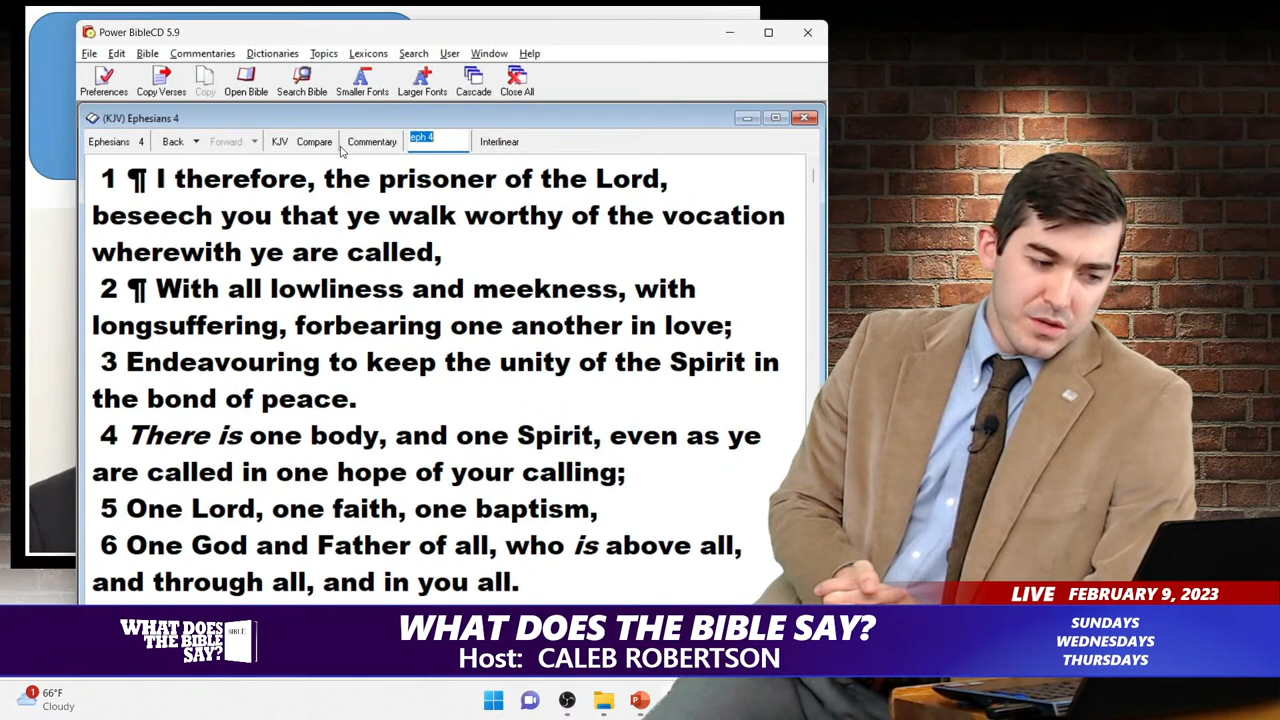 Power BibleCD 5.9
File Edit Bible Commentaries Dictionaries Topics Lexicons Search User Window Help
Preferences Copy Verses Copy Open Bible Search Bible Smaller Fonts Larger Fonts Cascade Close All
(KJV) Ephesians 4
Ephesians 4 Back Forward KJV Compare Commentary eph 4 Interlinear
1 ¶ I therefore, the prisoner of the Lord,
beseech you that ye walk worthy of the vocation
wherewith ye are called,
2 ¶ With all lowliness and meekness, with
longsuffering, forbearing one another in love;
3 Endeavouring to keep the unity of the Spirit in
the bond of peace.
4 There is one body, and one Spirit, even as ye
are called in one hope of your calling;
5 One Lord, one faith, one baptism,
6 One God and Father of all, who is above all,
and through all, and in you all.
LIVE FEBRUARY 9, 2023
WHAT DOES
THE BIBLE
SAY?
BIBLE
WHAT DOES THE BIBLE SAY?
Host: CALEB ROBERTSON
SUNDAYS
WEDNESDAYS
THURSDAYS
1
66°F
Cloudy